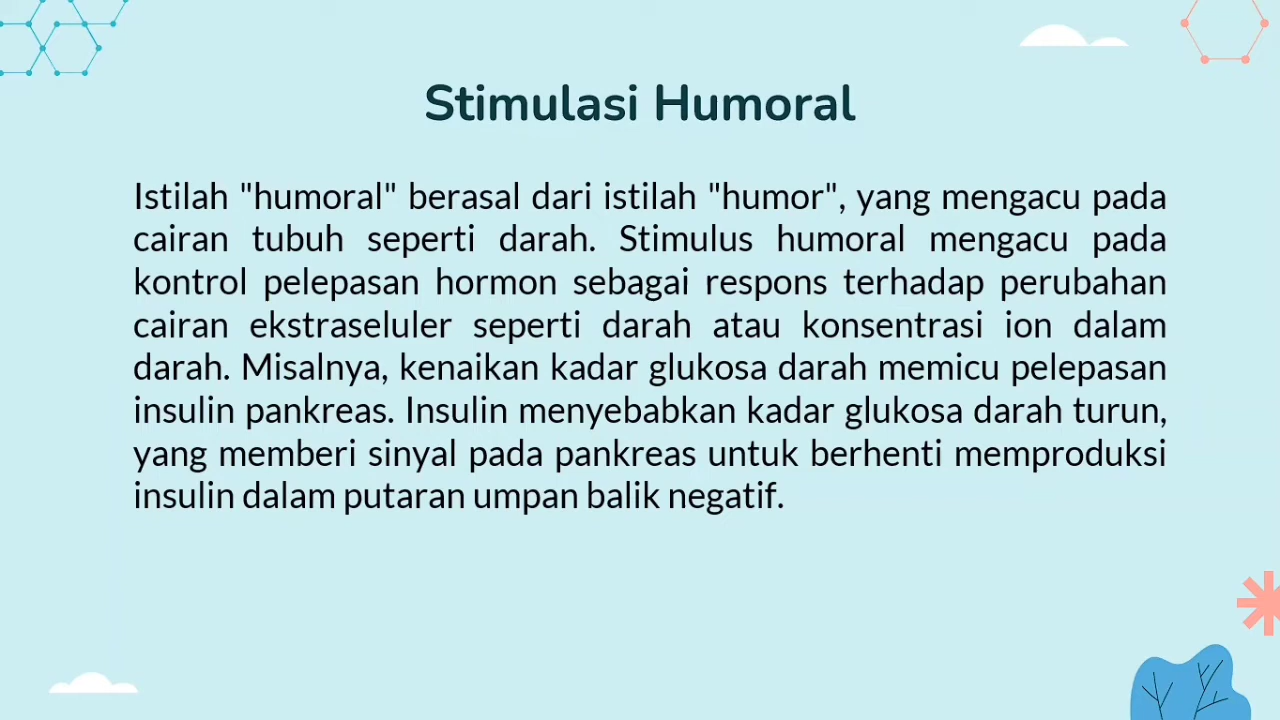 Stimulasi Humoral
Istilah "humoral" berasal dari istilah "humor", yang mengacu pada
cairan tubuh seperti darah. Stimulus humoral mengacu pada
kontrol pelepasan hormon sebagai respons terhadap perubahan
cairan ekstraseluler seperti darah atau konsentrasi ion dalam
darah. Misalnya, kenaikan kadar glukosa darah memicu pelepasan
insulin pankreas. Insulin menyebabkan kadar glukosa darah turun,
yang memberi sinyal pada pankreas untuk berhenti memproduksi
insulin dalam putaran umpan balik negatif.